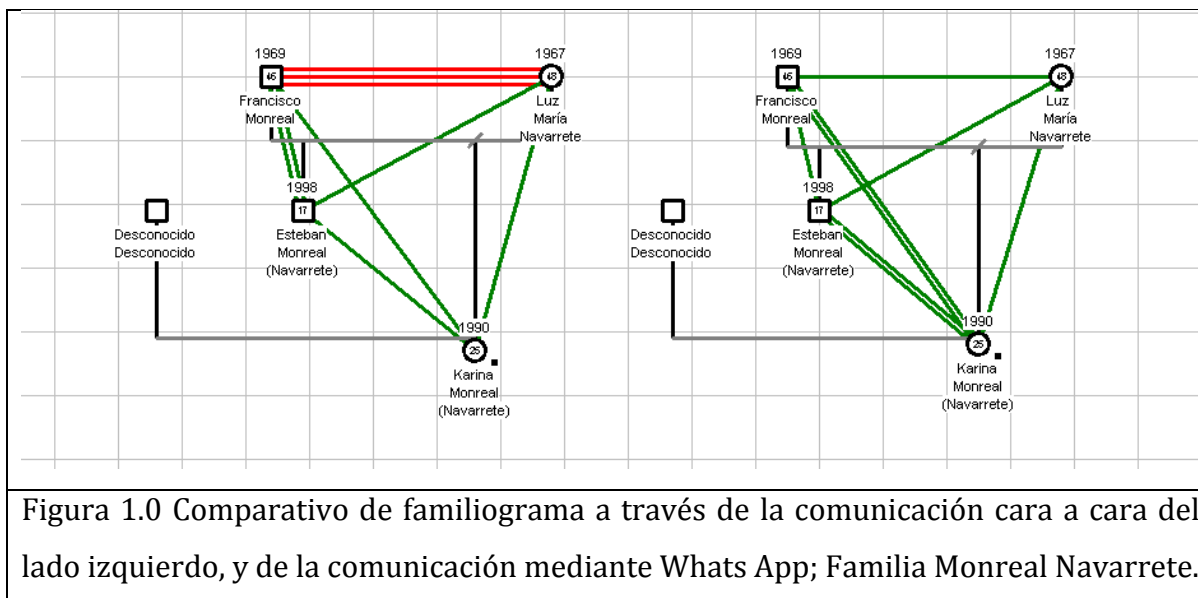 1969
1967
46
48
Francisco
Monreal
Luz
María
Navarrete
1998
17
Desconocido
Desconocido
Esteban
Monreal
(Navarrete)
1990
25
Karina
Monreal
(Navarrete)
1969
1967
46
48
Francisco
Monreal
Luz
María
Navarrete
1998
17
Desconocido
Desconocido
Esteban
Monreal
(Navarrete)
1990
25
Karina
Monreal
(Navarrete)
Figura 1.0 Comparativo de familiograma a través de la comunicación cara a cara del
lado izquierdo, y de la comunicación mediante Whats App; Familia Monreal Navarrete.